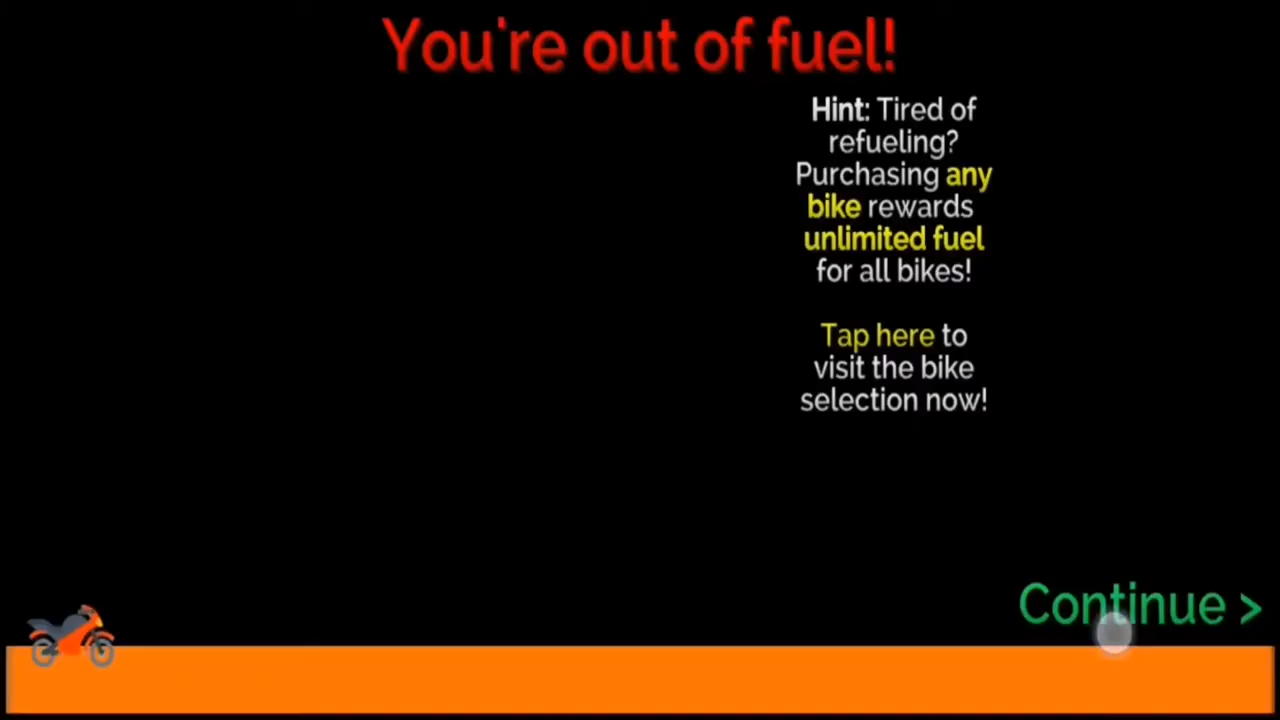 You're out of fuel!
Hint: Tired of
refueling?
Purchasing any
bike rewards
unlimited fuel
for all bikes!
Tap here to
visit the bike
selection now!
Continue >